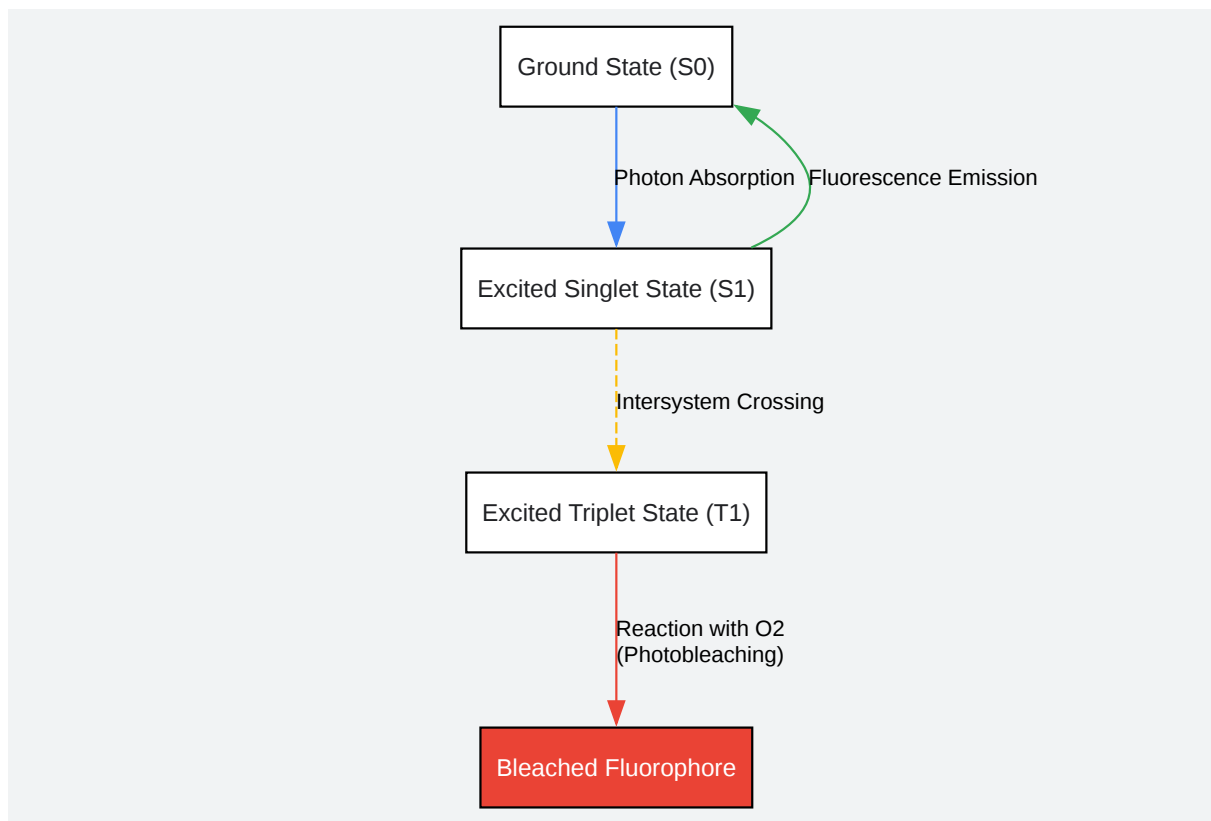 Ground State (S0)
Photon Absorption
Fluorescence Emission
Excited Singlet State (S1)
Intersystem Crossing
Excited Triplet State (T1)
Reaction with O2
(Photobleaching)
Bleached Fluorophore